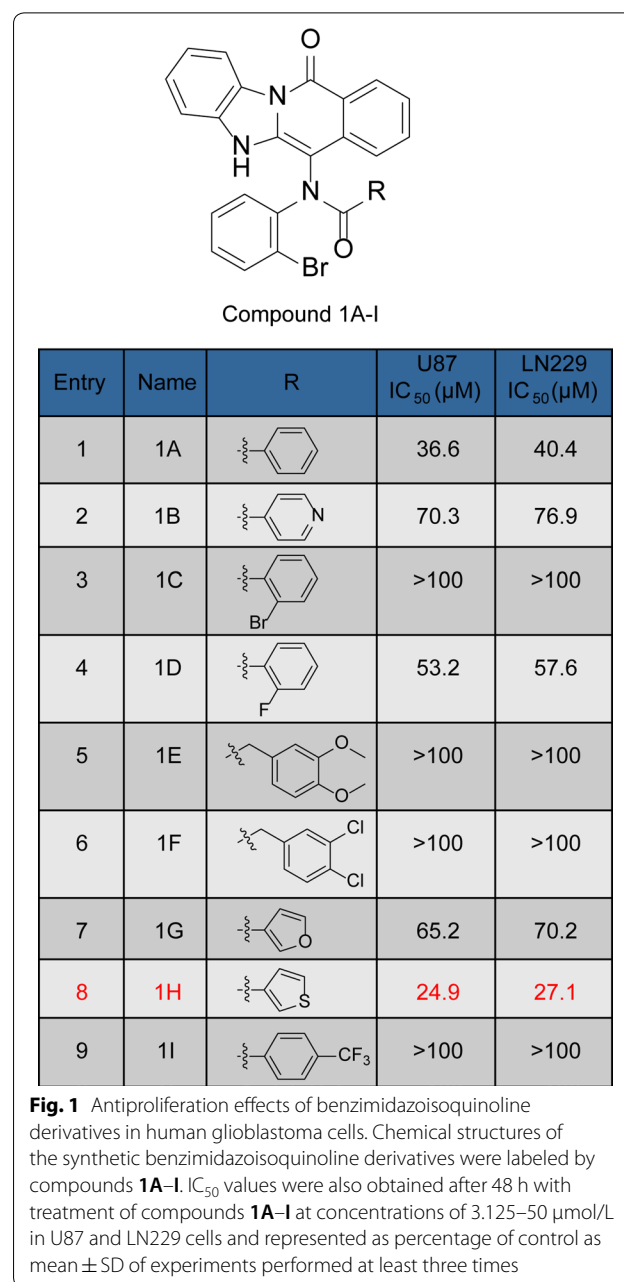 O
N
N
H
N
R
O
Br
Compound 1A-I
Entry Name R U87 IC50 (µM) LN229 IC50(µM)
1 1A 36.6 40.4
2 1B N 70.3 76.9
3 1C Br >100 >100
4 1D F 53.2 57.6
5 1E O O >100 >100
6 1F Cl Cl >100 >100
7 1G O 65.2 70.2
8 1H S 24.9 27.1
9 1I CF3 >100 >100
Fig. 1 Antiproliferation effects of benzimidazoisoquinoline
derivatives in human glioblastoma cells. Chemical structures of
the synthetic benzimidazoisoquinoline derivatives were labeled by
compounds 1A–I. IC50 values were also obtained after 48 h with
treatment of compounds 1A–I at concentrations of 3.125–50 µmol/L
in U87 and LN229 cells and represented as percentage of control as
mean ± SD of experiments performed at least three times